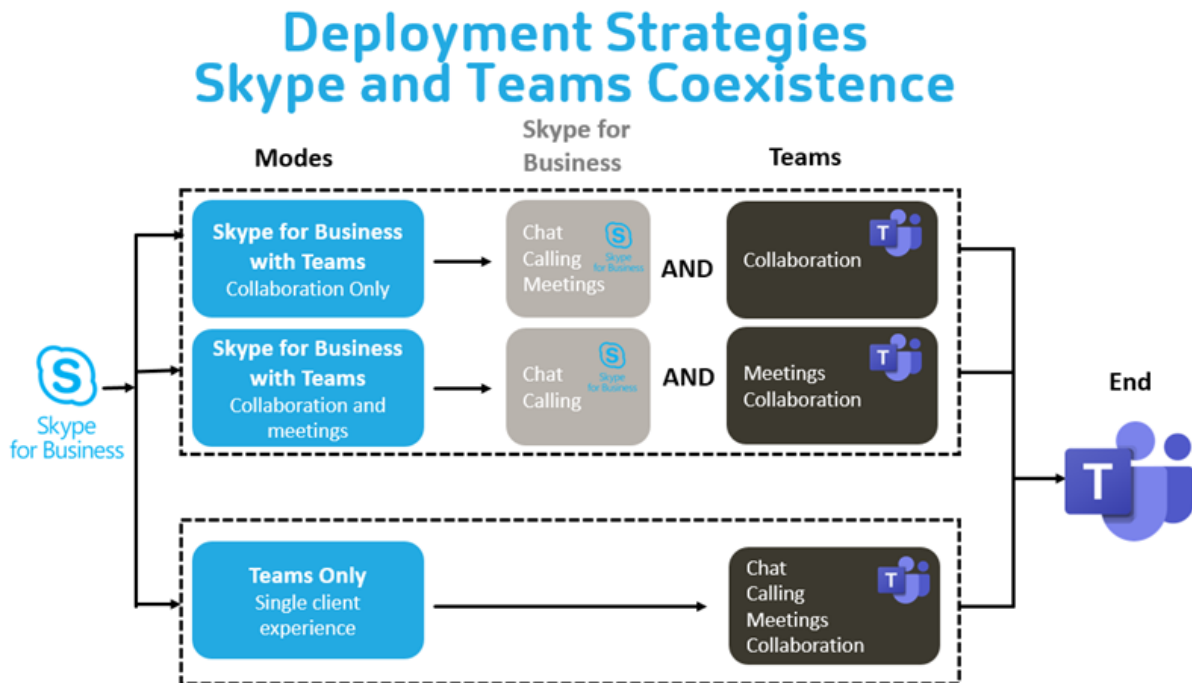 Deployment Strategies
Skype and Teams Coexistence
Modes
Skype for
Business
Teams
Skype for Business
with Teams
Collaboration Only
Chat
Calling
Meetings
S
Skype
for Business
AND
Collaboration
T
Skype for Business
with Teams
Collaboration and
meetings
Chat
Calling
S
Skype
for Business
AND
Meetings
Collaboration
T
S
Skype
for Business
End
T
Teams Only
Single client
experience
Chat
Calling
Meetings
Collaboration
T